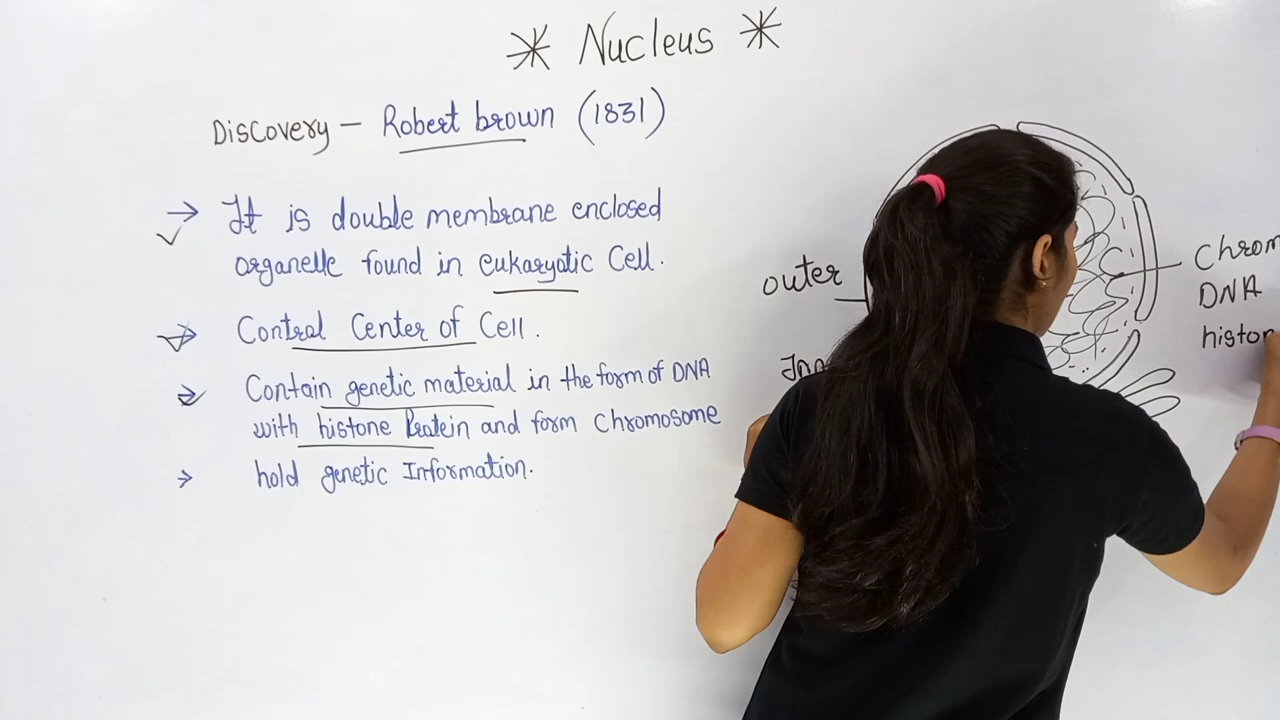 * Nucleus *
Discovery - Robert brown (1831)
→ It is double membrane enclosed
organelle found in eukaryotic Cell.
→ Control Center of Cell.
→ Contain genetic material in the form of DNA
with histone Protein and form Chromosome
→ hold genetic Information.
outer
Chrom
DNA
histon